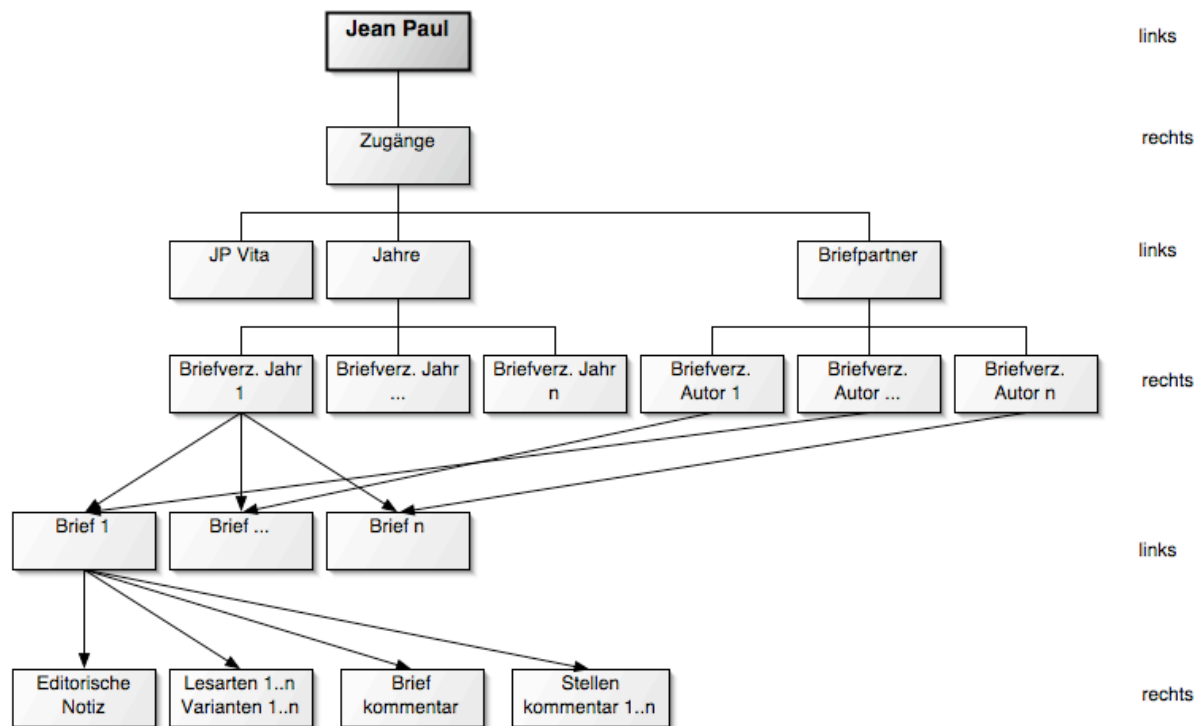 Jean Paul
links
Zugänge
rechts
JP Vita
Jahre
Briefpartner
links
Briefverz. Jahr
1
Briefverz. Jahr
...
Briefverz. Jahr
n
Briefverz.
Autor 1
Briefverz.
Autor ...
Briefverz.
Autor n
rechts
Brief 1
Brief ...
Brief n
links
Editorische
Notiz
Lesarten 1..n
Varianten 1..n
Brief
kommentar
Stellen
kommentar 1..n
rechts